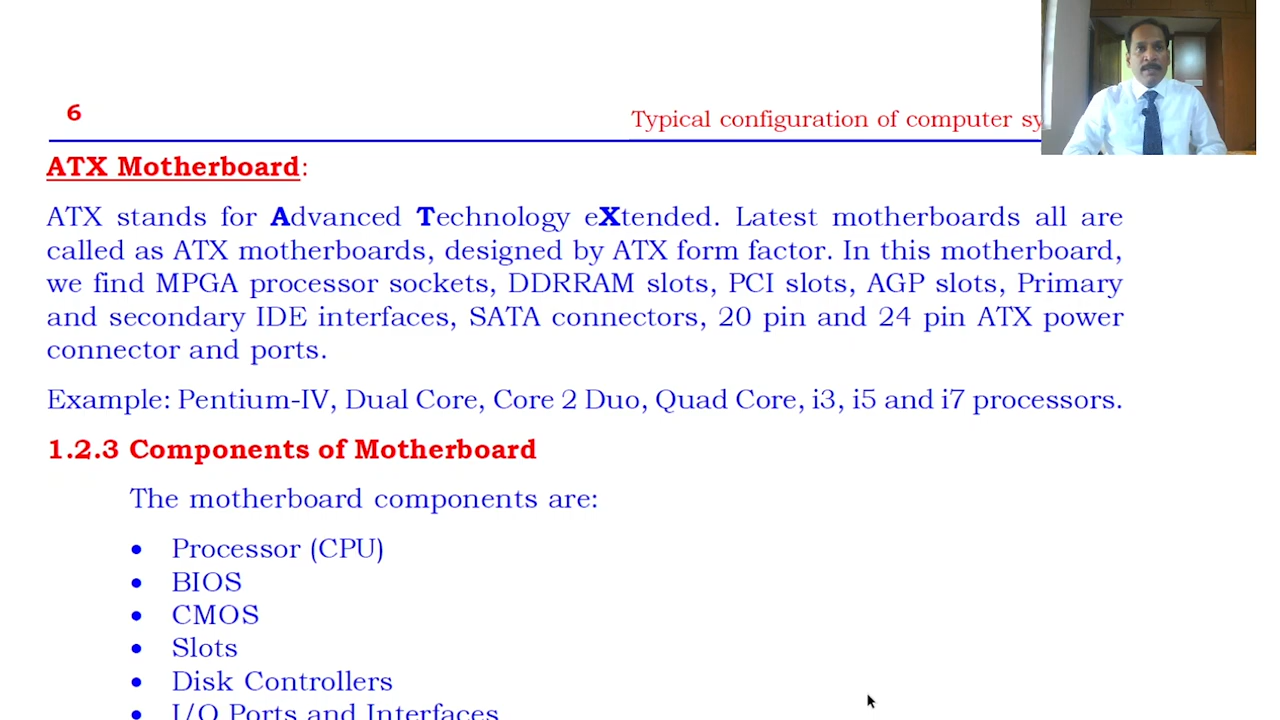 6
Typical configuration of computer sy
ATX Motherboard:
ATX stands for Advanced Technology eXtended. Latest motherboards all are
called as ATX motherboards, designed by ATX form factor. In this motherboard,
we find MPGA processor sockets, DDRRAM slots, PCI slots, AGP slots, Primary
and secondary IDE interfaces, SATA connectors, 20 pin and 24 pin ATX power
connector and ports.
Example: Pentium-IV, Dual Core, Core 2 Duo, Quad Core, i3, i5 and i7 processors.
1.2.3 Components of Motherboard
The motherboard components are:
• Processor (CPU)
• BIOS
• CMOS
• Slots
• Disk Controllers
• I/O Ports and Interfaces